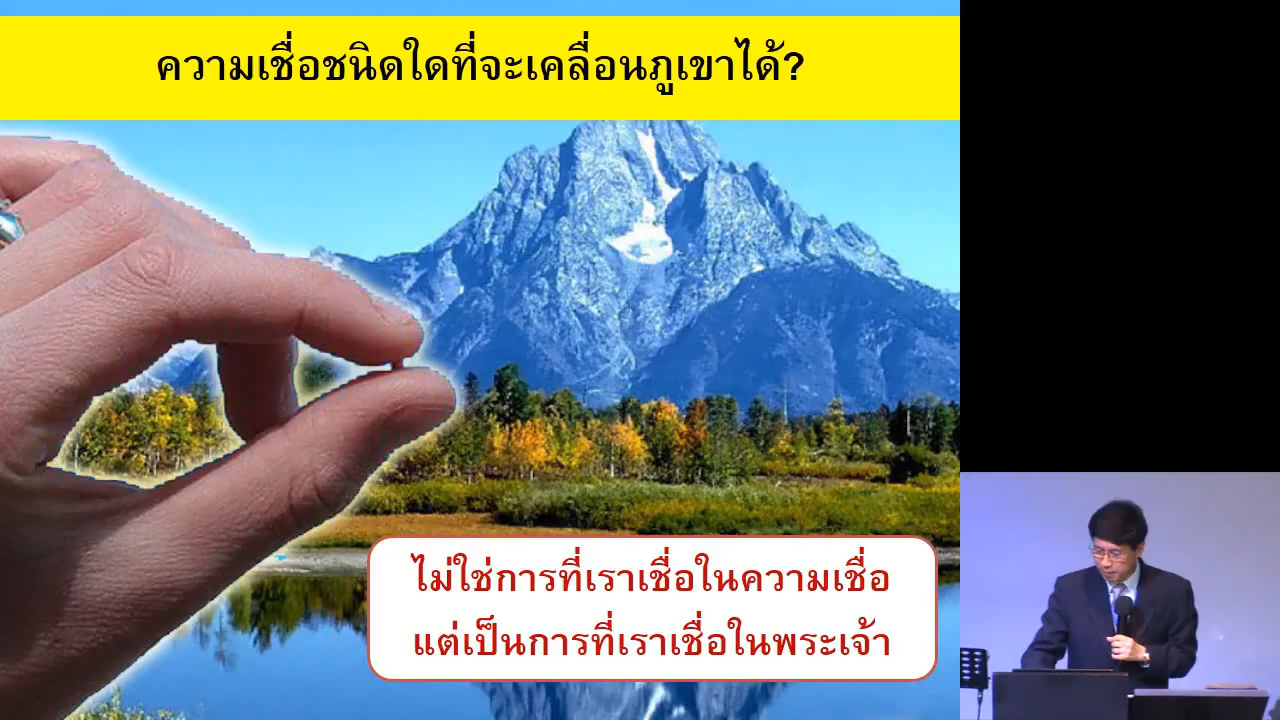 ความเชื่อชนิดใดที่จะเคลื่อนภูเขาได้?
ไม่ใช่การที่เราเชื่อในความเชื่อ
แต่เป็นการที่เราเชื่อในพระเจ้า